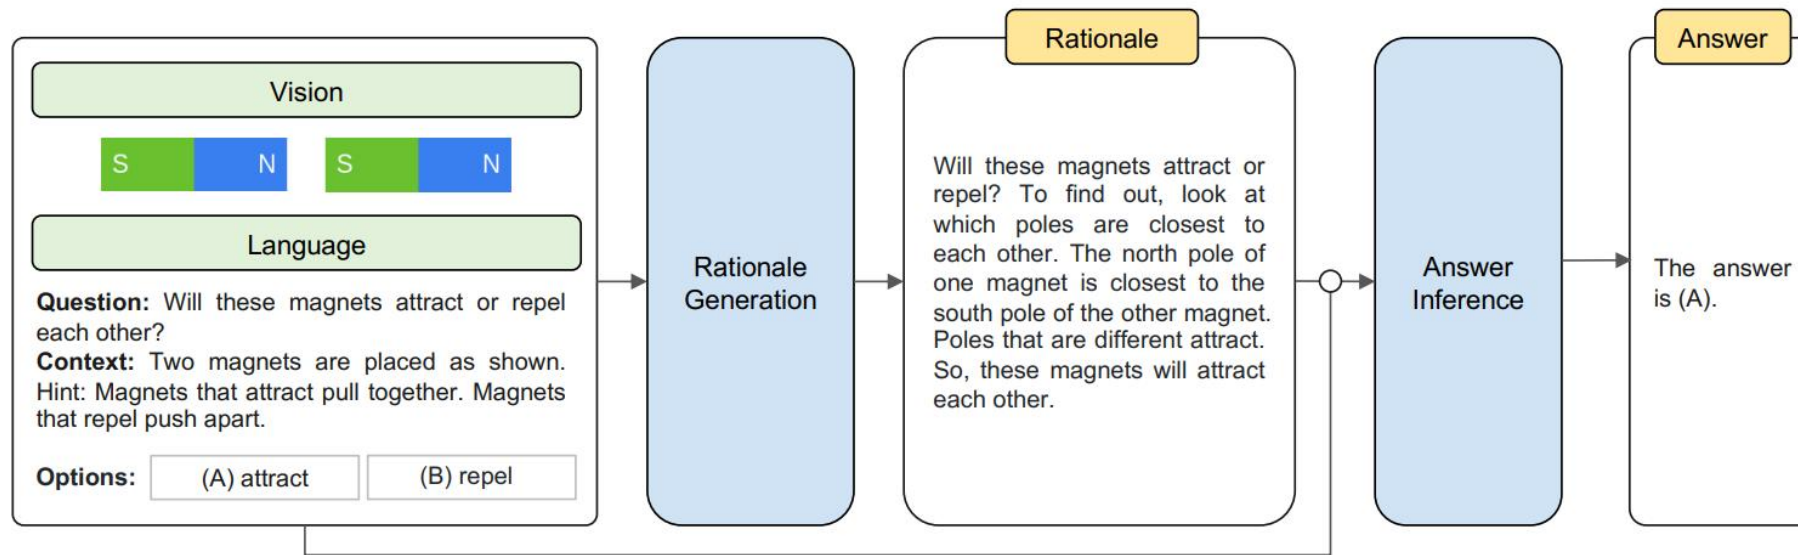 Vision
S N S N
Language
Question: Will these magnets attract or repel
each other?
Context: Two magnets are placed as shown.
Hint: Magnets that attract pull together. Magnets
that repel push apart.
Options: (A) attract (B) repel
Rationale
Generation
Rationale
Will these magnets attract or
repel? To find out, look at
which poles are closest to
each other. The north pole of
one magnet is closest to the
south pole of the other magnet.
Poles that are different attract.
So, these magnets will attract
each other.
Answer
Inference
Answer
The answer
is (A).